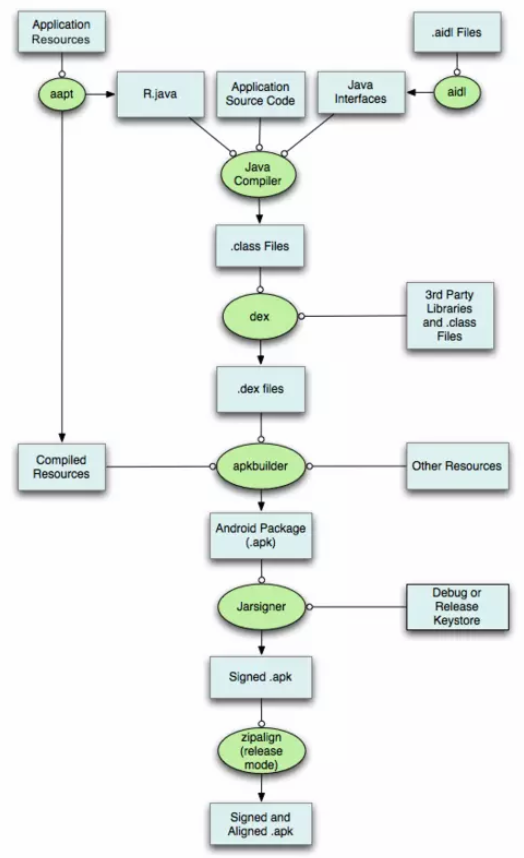 Application
Resources
.aidl Files
aapt
R.java
Application
Source Code
Java
Interfaces
aidl
Java
Compiler
.class Files
dex
3rd Party
Libraries
and .class
Files
.dex files
Compiled
Resources
apkbuilder
Other Resources
Android Package
(.apk)
Jarsigner
Debug or
Release
Keystore
Signed .apk
zipalign
(release
mode)
Signed and
Aligned .apk